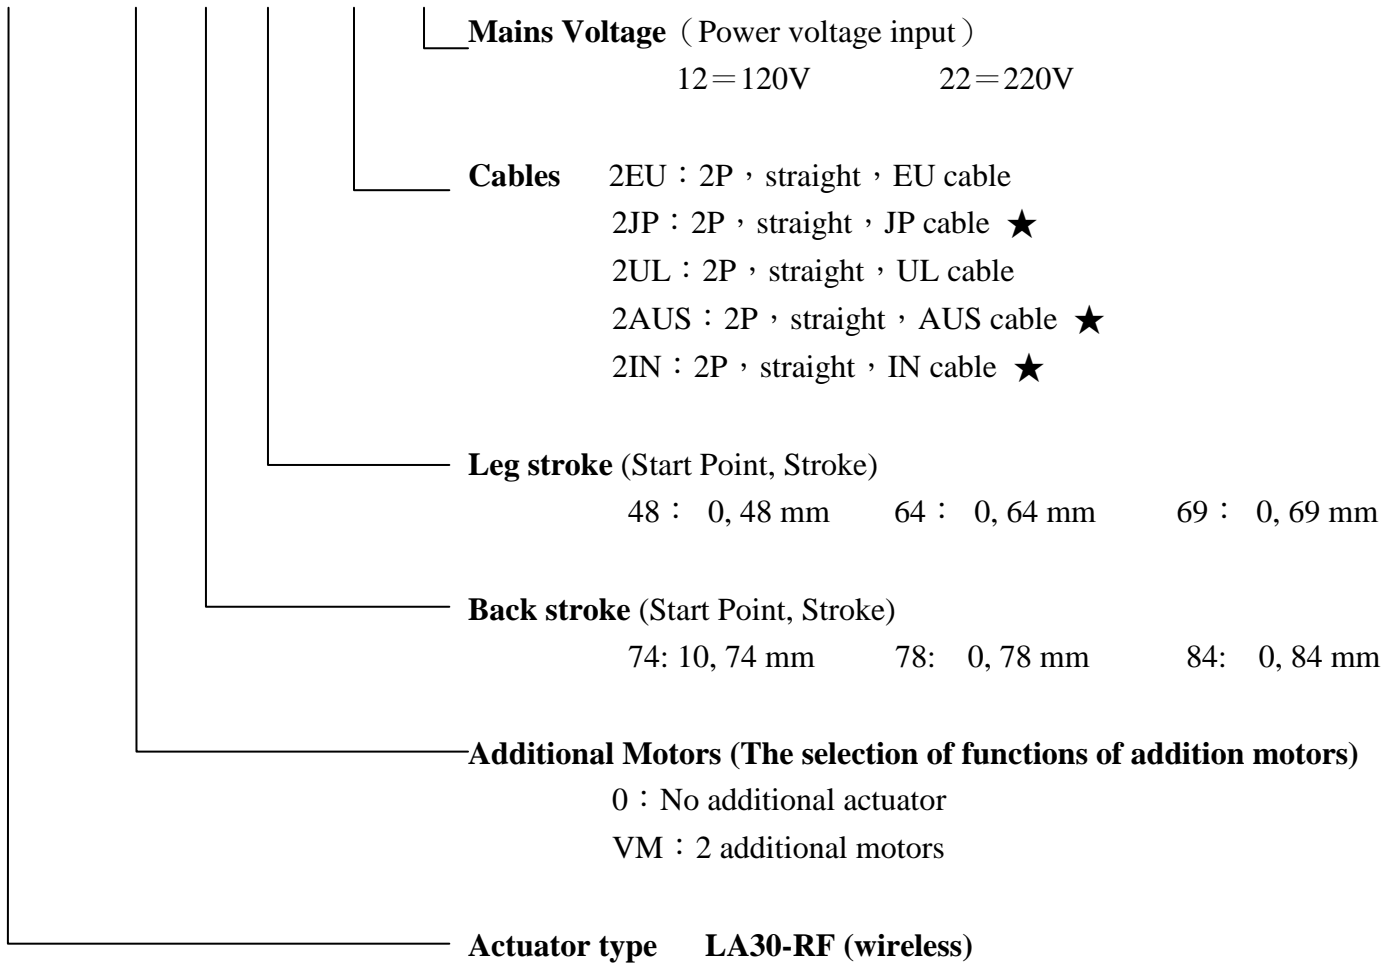 Mains Voltage（Power voltage input）
12＝120V 22＝220V
Cables 2EU：2P，straight，EU cable
2JP：2P，straight，JP cable ★
2UL：2P，straight，UL cable
2AUS：2P，straight，AUS cable ★
2IN：2P，straight，IN cable ★
Leg stroke (Start Point, Stroke)
48： 0, 48 mm 64： 0, 64 mm 69： 0, 69 mm
Back stroke (Start Point, Stroke)
74: 10, 74 mm 78: 0, 78 mm 84: 0, 84 mm
Additional Motors (The selection of functions of addition motors)
0：No additional actuator
VM：2 additional motors
Actuator type LA30-RF (wireless)